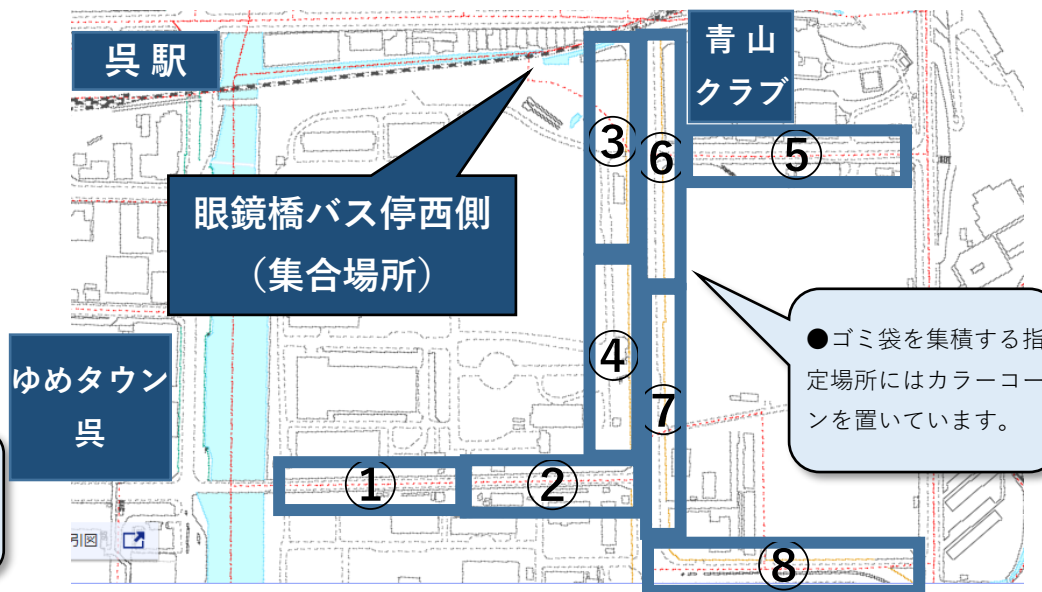 呉駅
青山
クラブ
③
⑥
⑤
眼鏡橋バス停西側
（集合場所）
●ゴミ袋を集積する指
定場所にはカラーコー
ンを置いています。
ゆめタウン
呉
④
⑦
①
②
引図
⑧